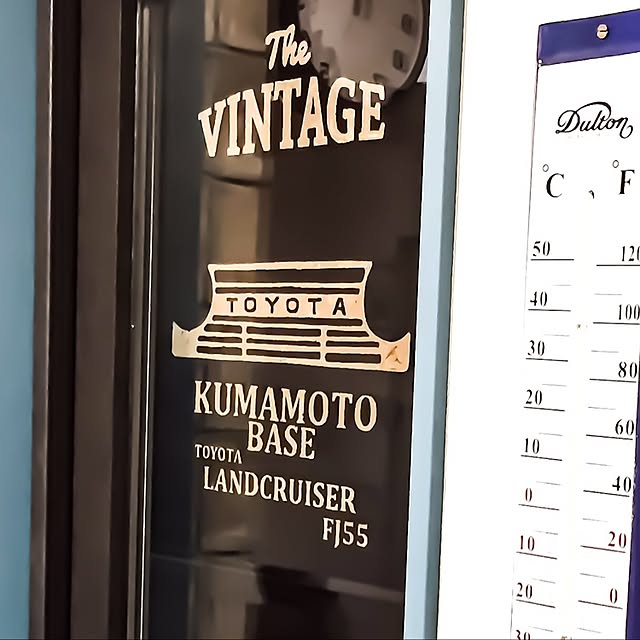 The
VINTAGE
TOYOTA
KUMAMOTO
BASE
TOYOTA
LANDCRUISER
FJ55
Dulton
°C °F
50 120
40 100
30 80
20 60
10 40
0
10 20
20 0
30